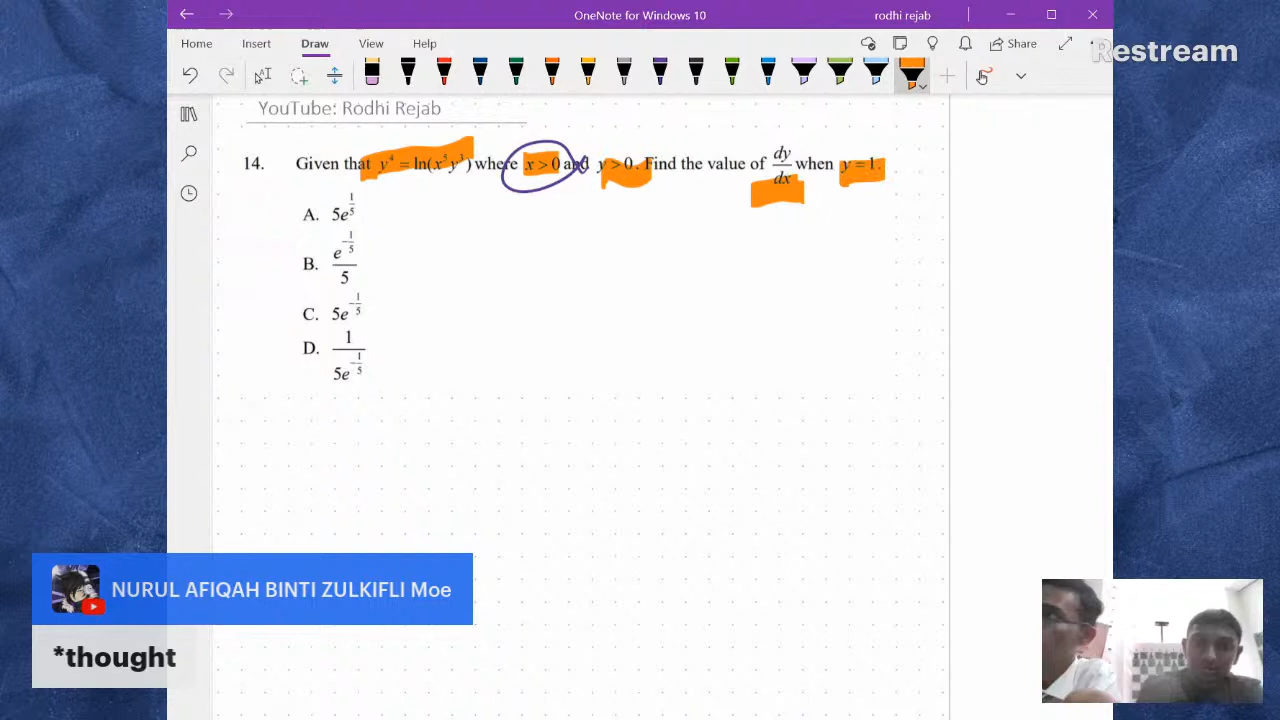 OneNote for Windows 10
rodhi rejab
Home Insert Draw View Help
Share
Restream
YouTube: Rodhi Rejab
14. Given that y⁴ = ln(x⁵y³) where x > 0 and y > 0. Find the value of dy/dx when y = 1.
A. 5e^(1/5)
B. e^(-1/5)/5
C. 5e^(-1/5)
D. 1/(5e^(-1/5))
NURUL AFIQAH BINTI ZULKIFLI Moe
*thought